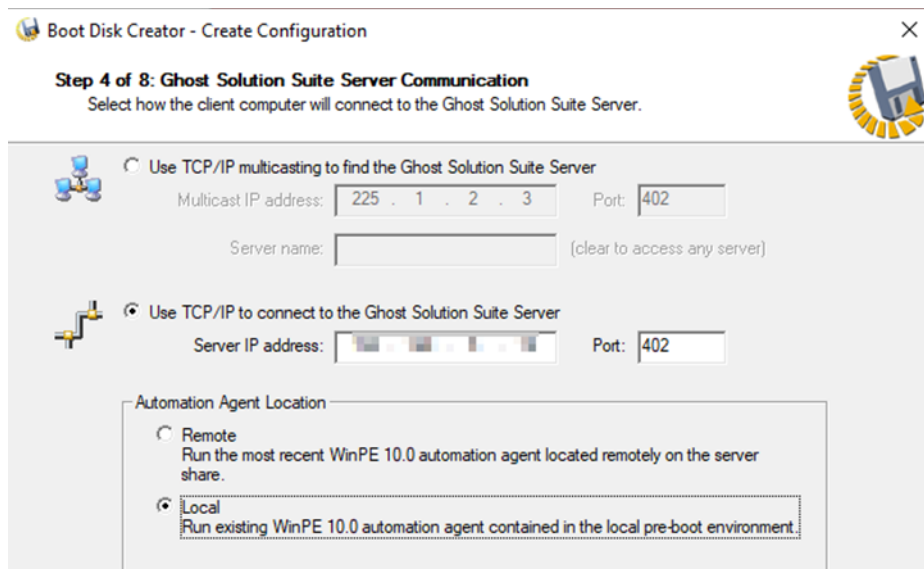 Boot Disk Creator - Create Configuration
Step 4 of 8: Ghost Solution Suite Server Communication
Select how the client computer will connect to the Ghost Solution Suite Server.
Use TCP/IP multicasting to find the Ghost Solution Suite Server
Multicast IP address: 225 . 1 . 2 . 3 Port: 402
Server name: (clear to access any server)
Use TCP/IP to connect to the Ghost Solution Suite Server
Server IP address: Port: 402
Automation Agent Location
Remote
Run the most recent WinPE 10.0 automation agent located remotely on the server
share.
Local
Run existing WinPE 10.0 automation agent contained in the local pre-boot environment.